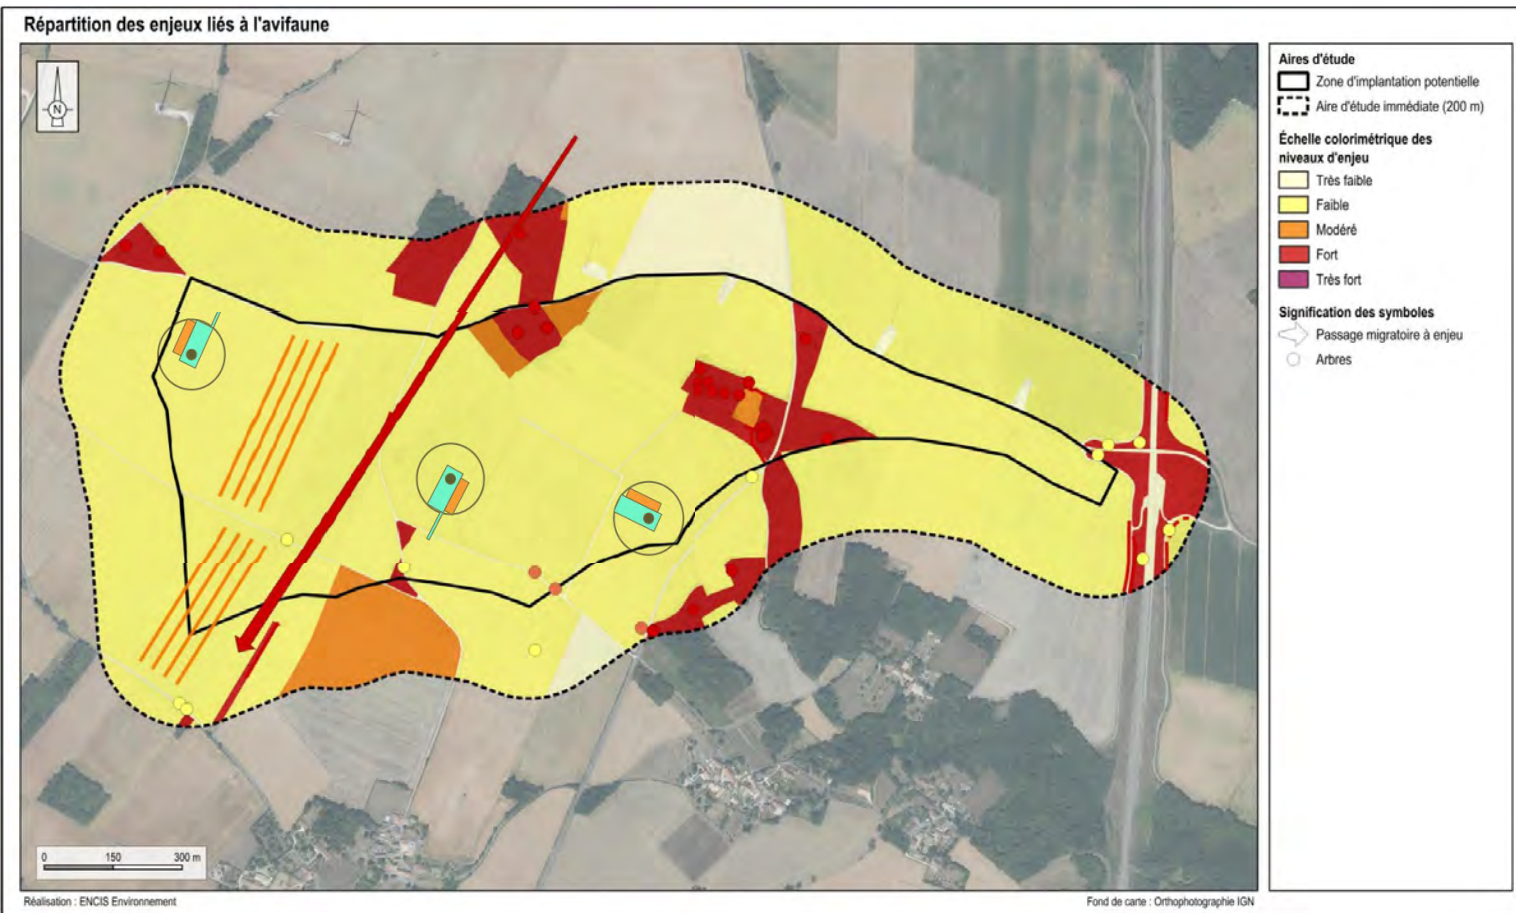 Répartition des enjeux liés à l'avifaune
N
Aires d'étude
Zone d'implantation potentielle
Aire d'étude immédiate (200 m)
Échelle colorimétrique des
niveaux d'enjeu
Très faible
Faible
Modéré
Fort
Très fort
Signification des symboles
Passage migratoire à enjeu
Arbres
0 150 300 m
Réalisation : ENCIS Environnement
Fond de carte : Orthophotographie IGN